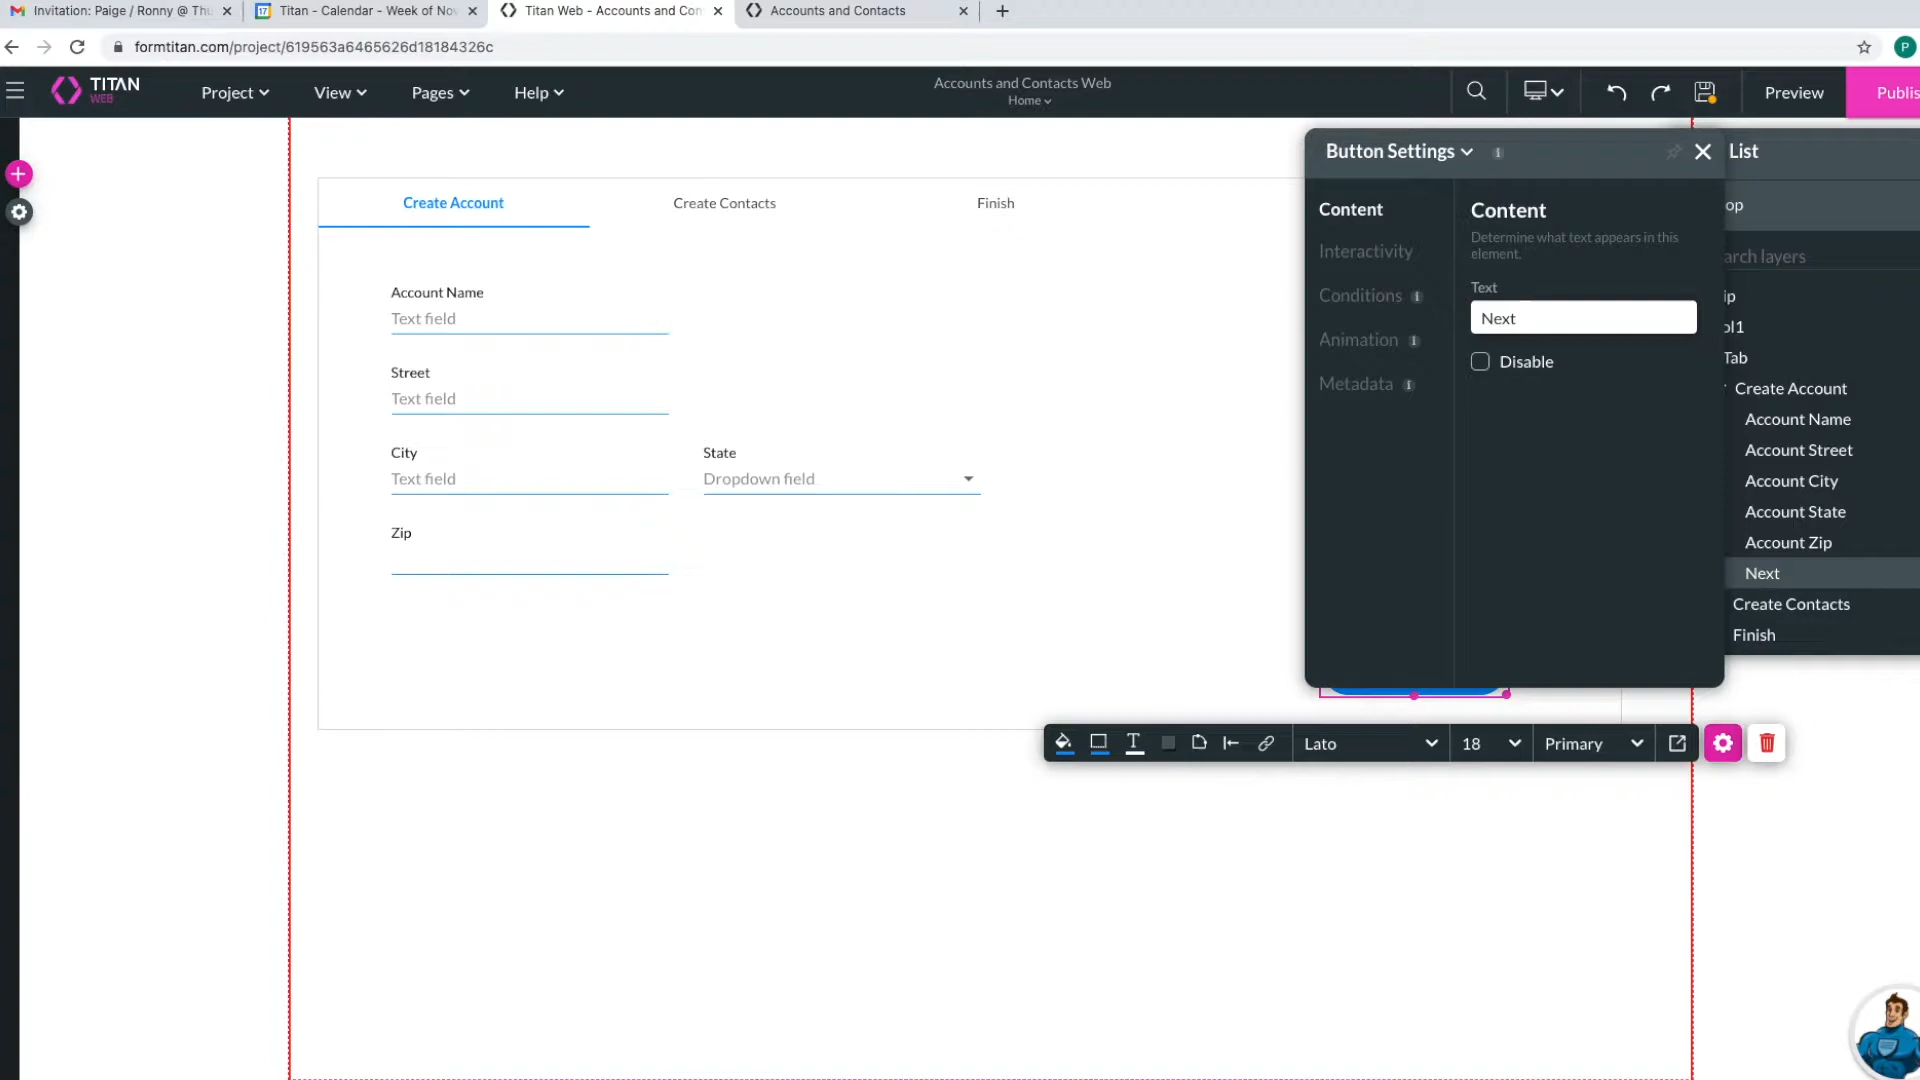 Invitation: Paige / Ronny @ Thu
Titan - Calendar - Week of Nov
Titan Web - Accounts and Con
Accounts and Contacts
formtitan.com/project/619563a6465626d18184326c
P
TITAN
WEB
Project
View
Pages
Help
Accounts and Contacts Web
Home
Preview
Publis
Create Account
Create Contacts
Finish
Account Name
Text field
Street
Text field
City
Text field
State
Dropdown field
Zip
Button Settings
Content
Interactivity
Conditions
Animation
Metadata
Content
Determine what text appears in this
element.
Text
Next
Disable
List
op
arch layers
ip
ol1
Tab
Create Account
Account Name
Account Street
Account City
Account State
Account Zip
Next
Create Contacts
Finish
Lato
18
Primary